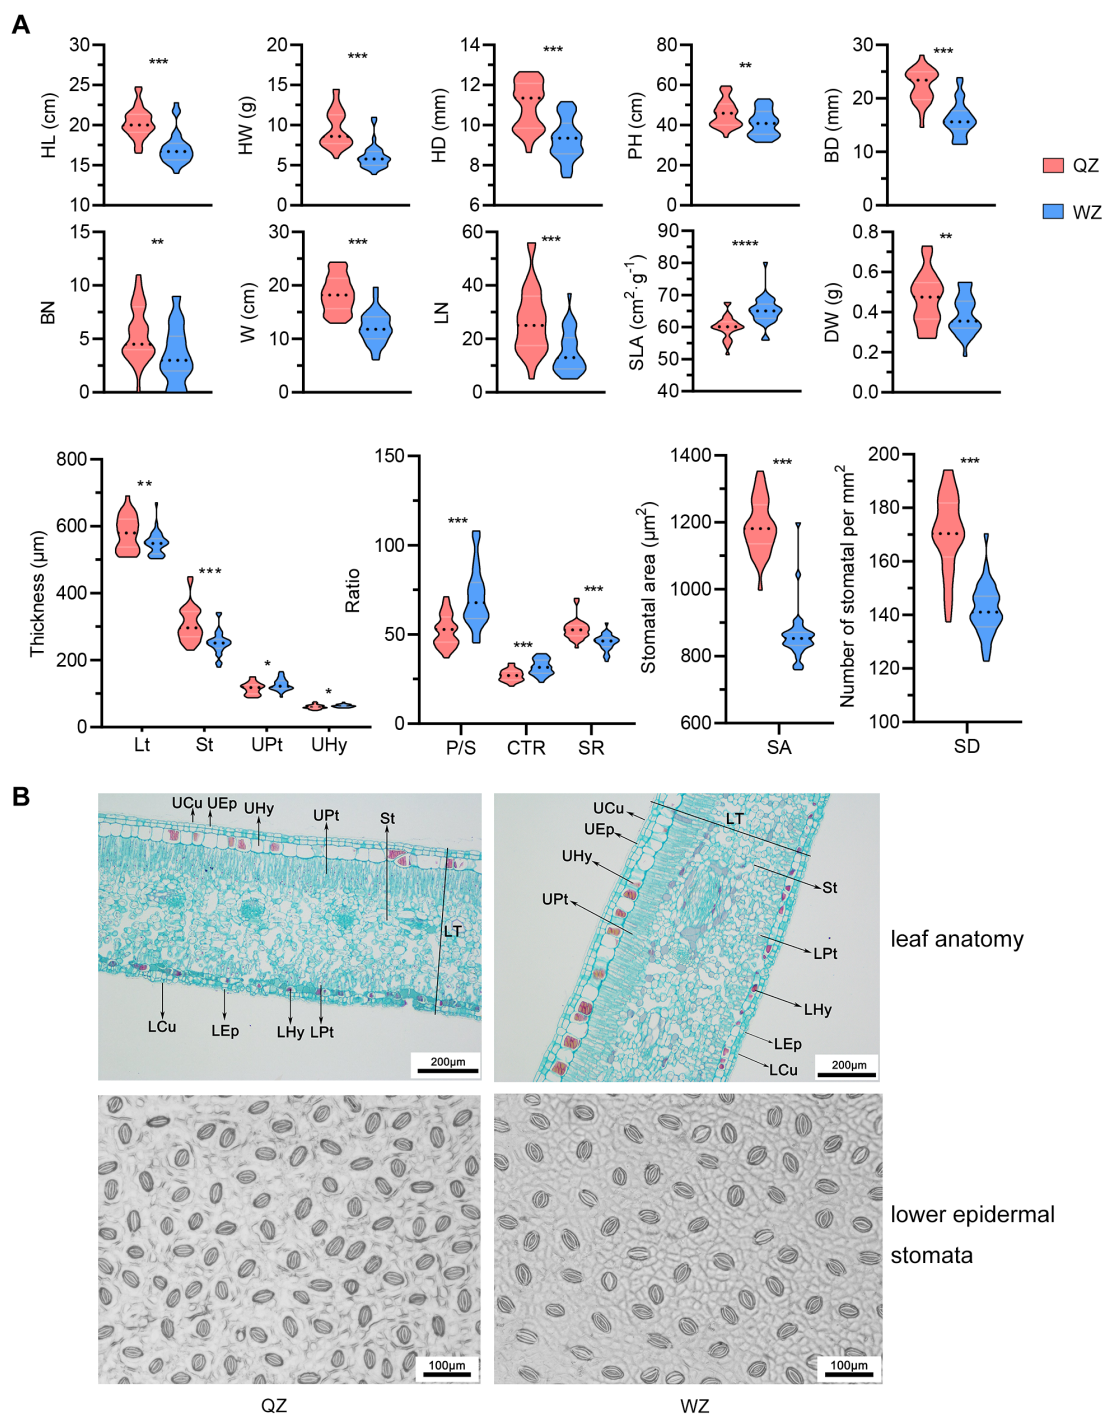 A
HL (cm)
30
25
20
15
10
***
HW (g)
20
15
10
5
0
***
HD (mm)
14
12
10
8
6
***
PH (cm)
80
60
40
20
0
**
BD (mm)
30
20
10
0
***
QZ
WZ
BN
15
10
5
0
**
W (cm)
30
20
10
0
***
LN
60
40
20
0
***
SLA (cm²·g⁻¹)
90
80
70
60
50
40
****
DW (g)
0.8
0.6
0.4
0.2
0.0
**
Thickness (μm)
800
600
400
200
0
**
***
*
*
Lt St UPt UHy
Ratio
150
100
50
0
***
***
***
P/S CTR SR
Stomatal area (μm²)
1400
1200
1000
800
600
***
SA
Number of stomatal per mm²
200
180
160
140
120
100
***
SD
B
UCu UEp UHy UPt St
LT
LCu LEp LHy LPt
200μm
UCu
UEp
UHy
UPt
LT
St
LPt
LHy
LEp
LCu
200μm
leaf anatomy
100μm
100μm
lower epidermal
stomata
QZ WZ